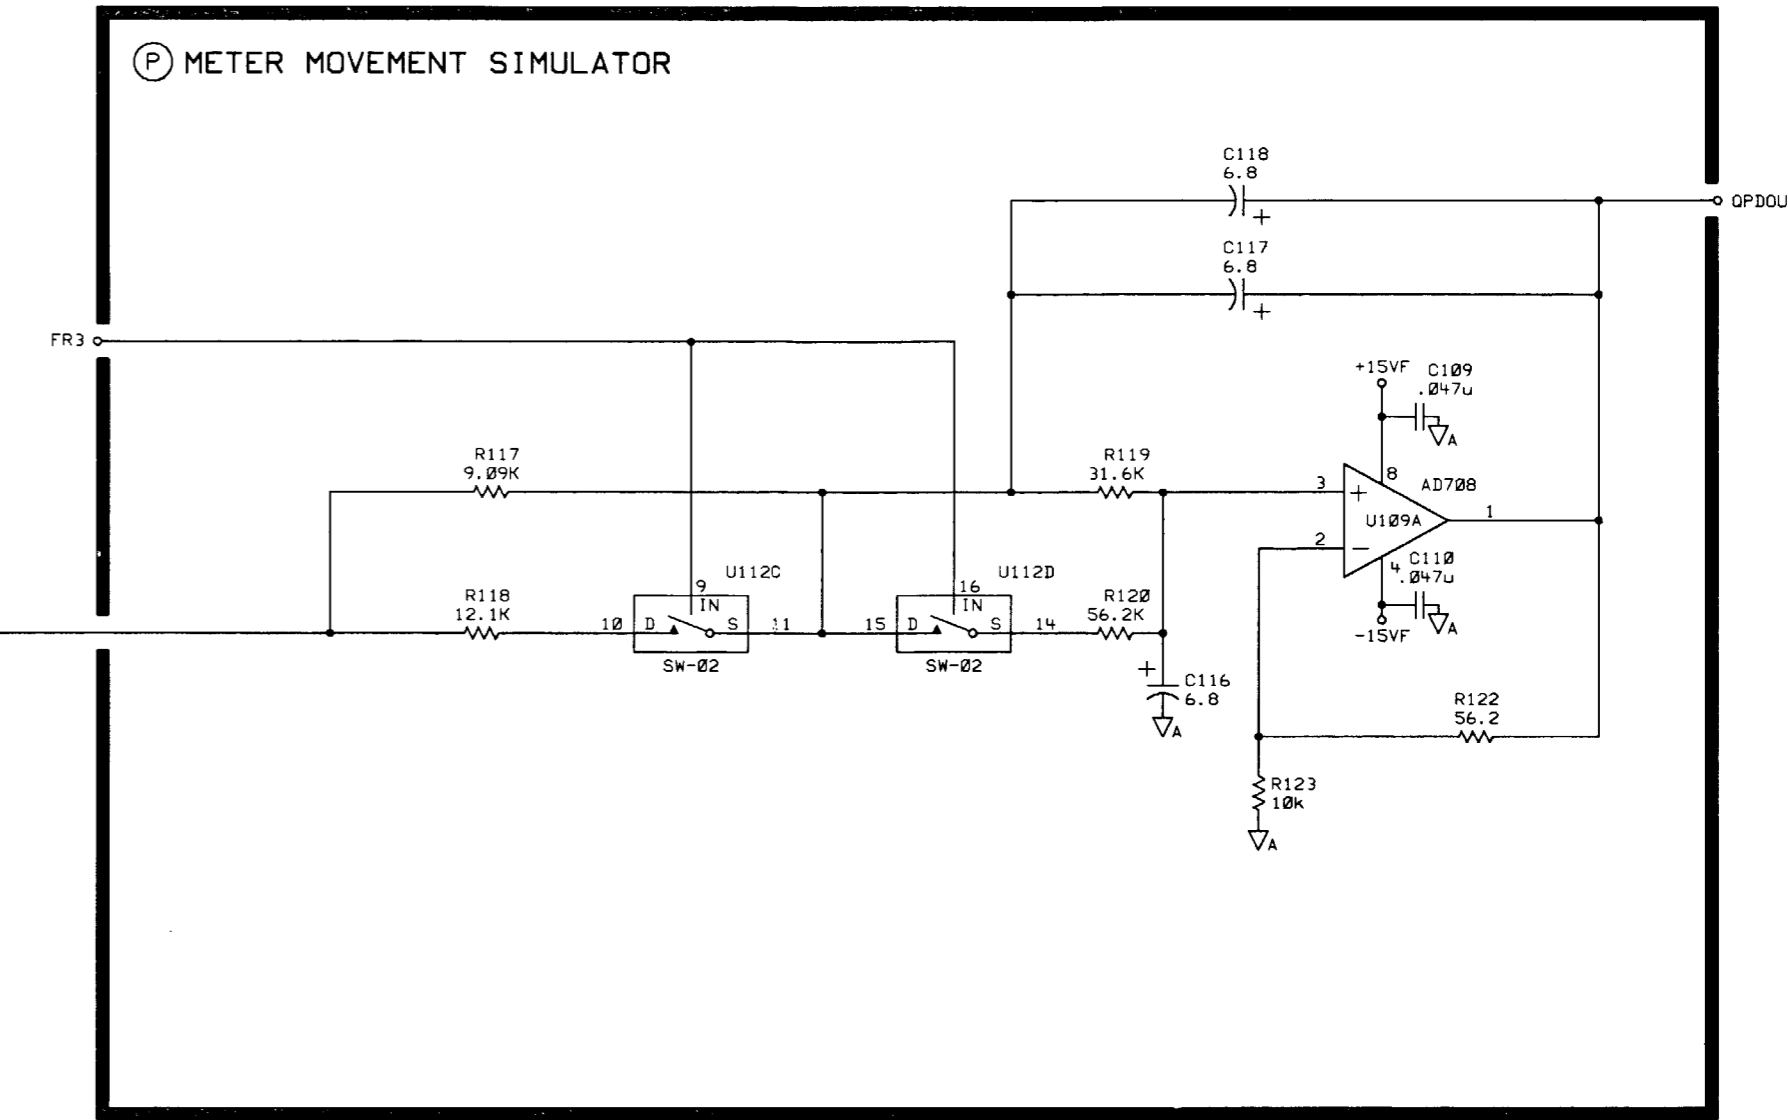 P METER MOVEMENT SIMULATOR
C118
6.8
+
QPDOU
C117
6.8
+
FR3
+15VF
C109
.047u
A
R117
9.09K
R119
31.6K
3
+
8
AD708
U109A
1
2
−
4
C110
.047u
A
-15VF
U112C
9
IN
R118
12.1K
10
D
S
11
SW-02
U112D
16
IN
15
D
S
14
SW-02
R120
56.2K
+
C116
6.8
A
R122
56.2
R123
10k
A